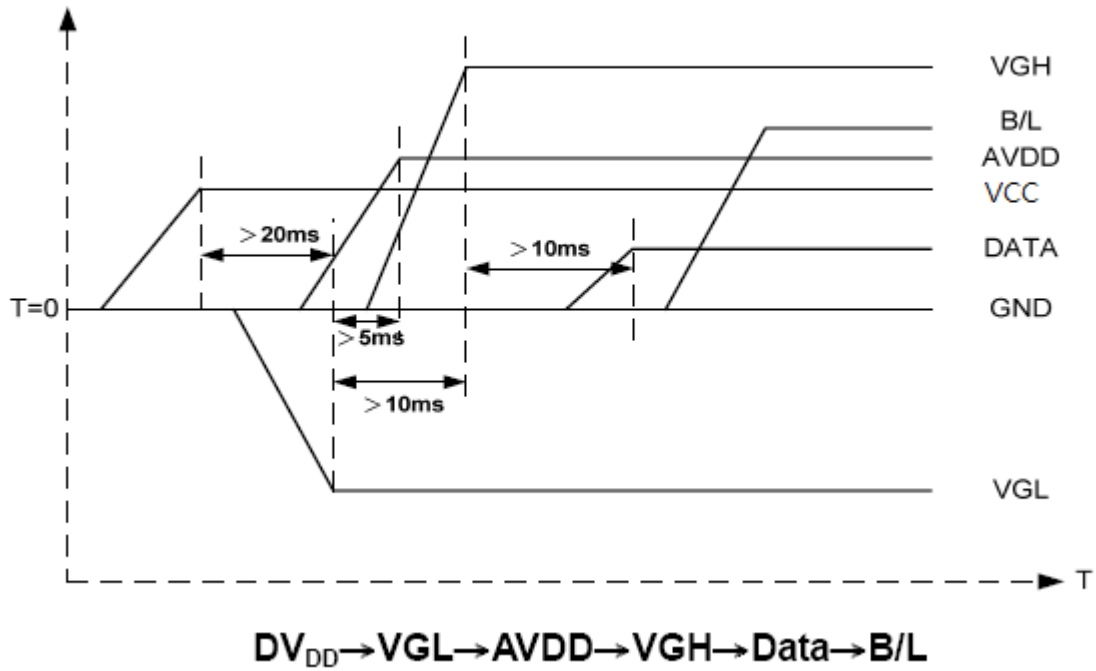 VGH
B/L
AVDD
VCC
>20ms
>10ms
DATA
T=0
GND
>5ms
>10ms
VGL
T
DVDD→VGL→AVDD→VGH→Data→B/L